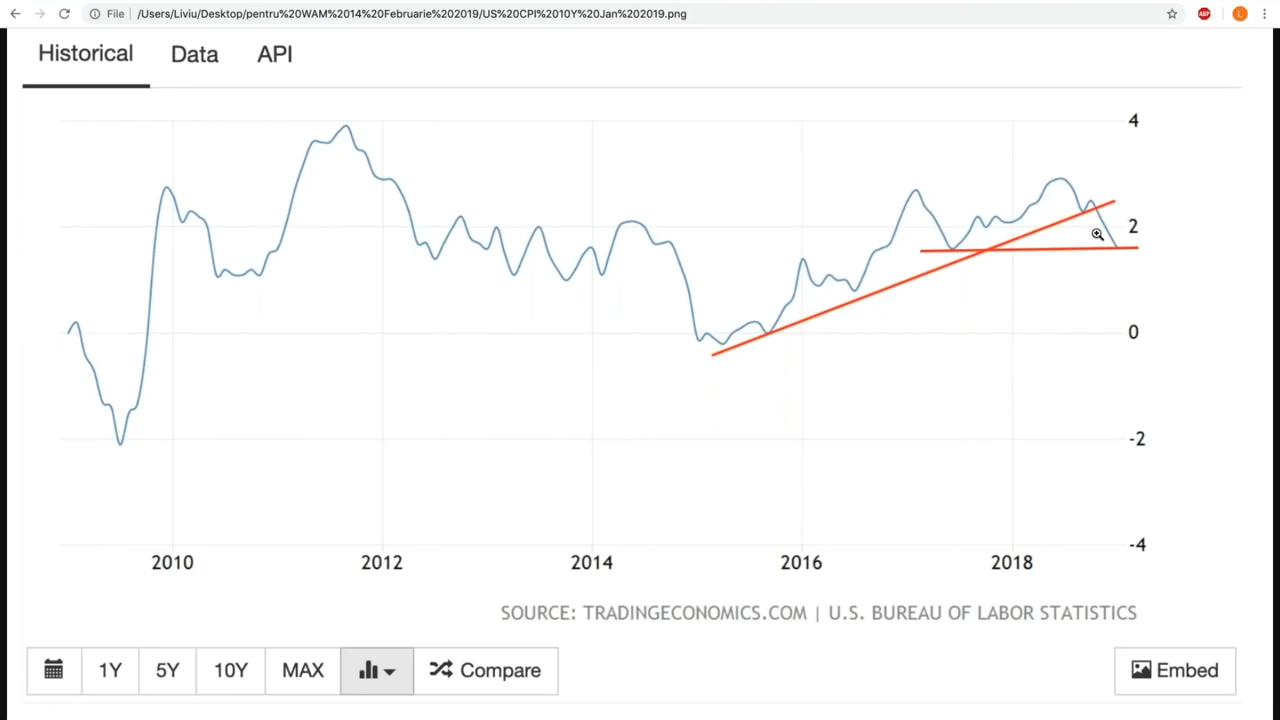 File | /Users/Liviu/Desktop/pentru%20WAM%2014%20Februarie%202019/US%20CPI%2010Y%20Jan%202019.png ABP L
Historical Data API
4
2
0
-2
-4
2010 2012 2014 2016 2018
SOURCE: TRADINGECONOMICS.COM | U.S. BUREAU OF LABOR STATISTICS
1Y 5Y 10Y MAX Compare Embed